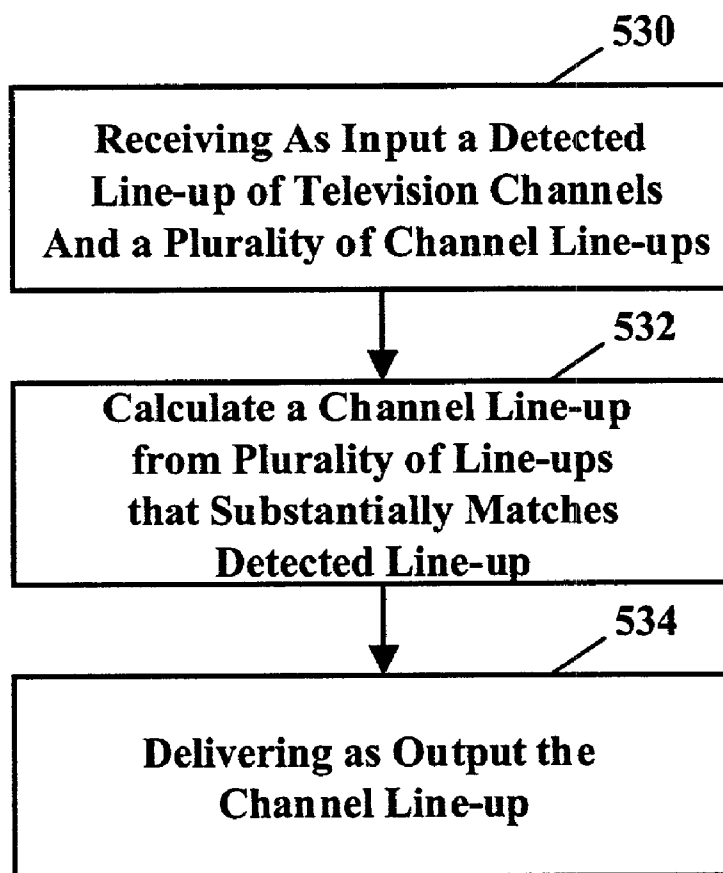 530
Receiving As Input a Detected
Line-up of Television Channels
And a Plurality of Channel Line-ups
532
Calculate a Channel Line-up
from Plurality of Line-ups
that Substantially Matches
Detected Line-up
534
Delivering as Output the
Channel Line-up